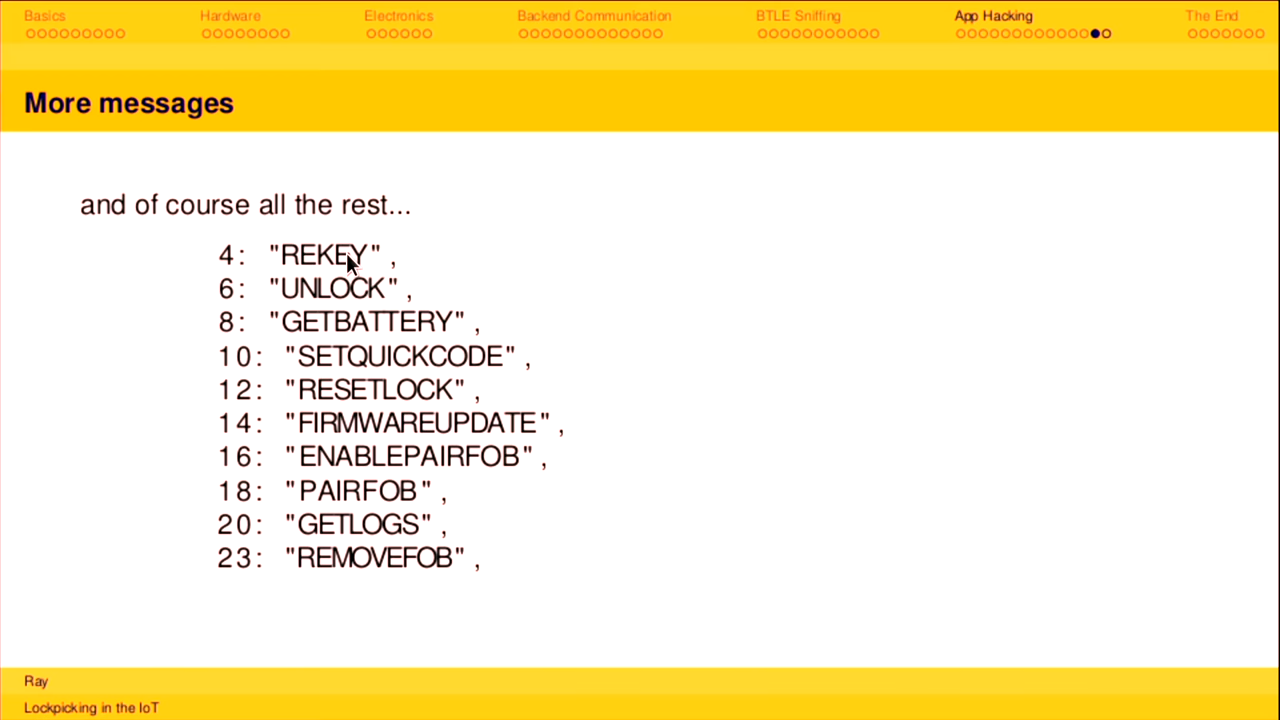 Basics Hardware Electronics Backend Communication BTLE Sniffing App Hacking The End
More messages
and of course all the rest...
4: "REKEY",
6: "UNLOCK",
8: "GETBATTERY",
10: "SETQUICKCODE",
12: "RESETLOCK",
14: "FIRMWAREUPDATE",
16: "ENABLEPAIRFOB",
18: "PAIRFOB",
20: "GETLOGS",
23: "REMOVEFOB",
Ray
Lockpicking in the IoT